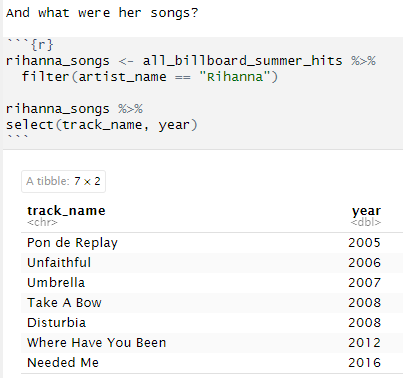 And what were her songs?
```{r}
rihanna_songs <- all_billboard_summer_hits %>%
  filter(artist_name == "Rihanna")
rihanna_songs %>%
select(track_name, year)
```
A tibble: 7 × 2
track_name year
<chr> <dbl>
Pon de Replay 2005
Unfaithful 2006
Umbrella 2007
Take A Bow 2008
Disturbia 2008
Where Have You Been 2012
Needed Me 2016